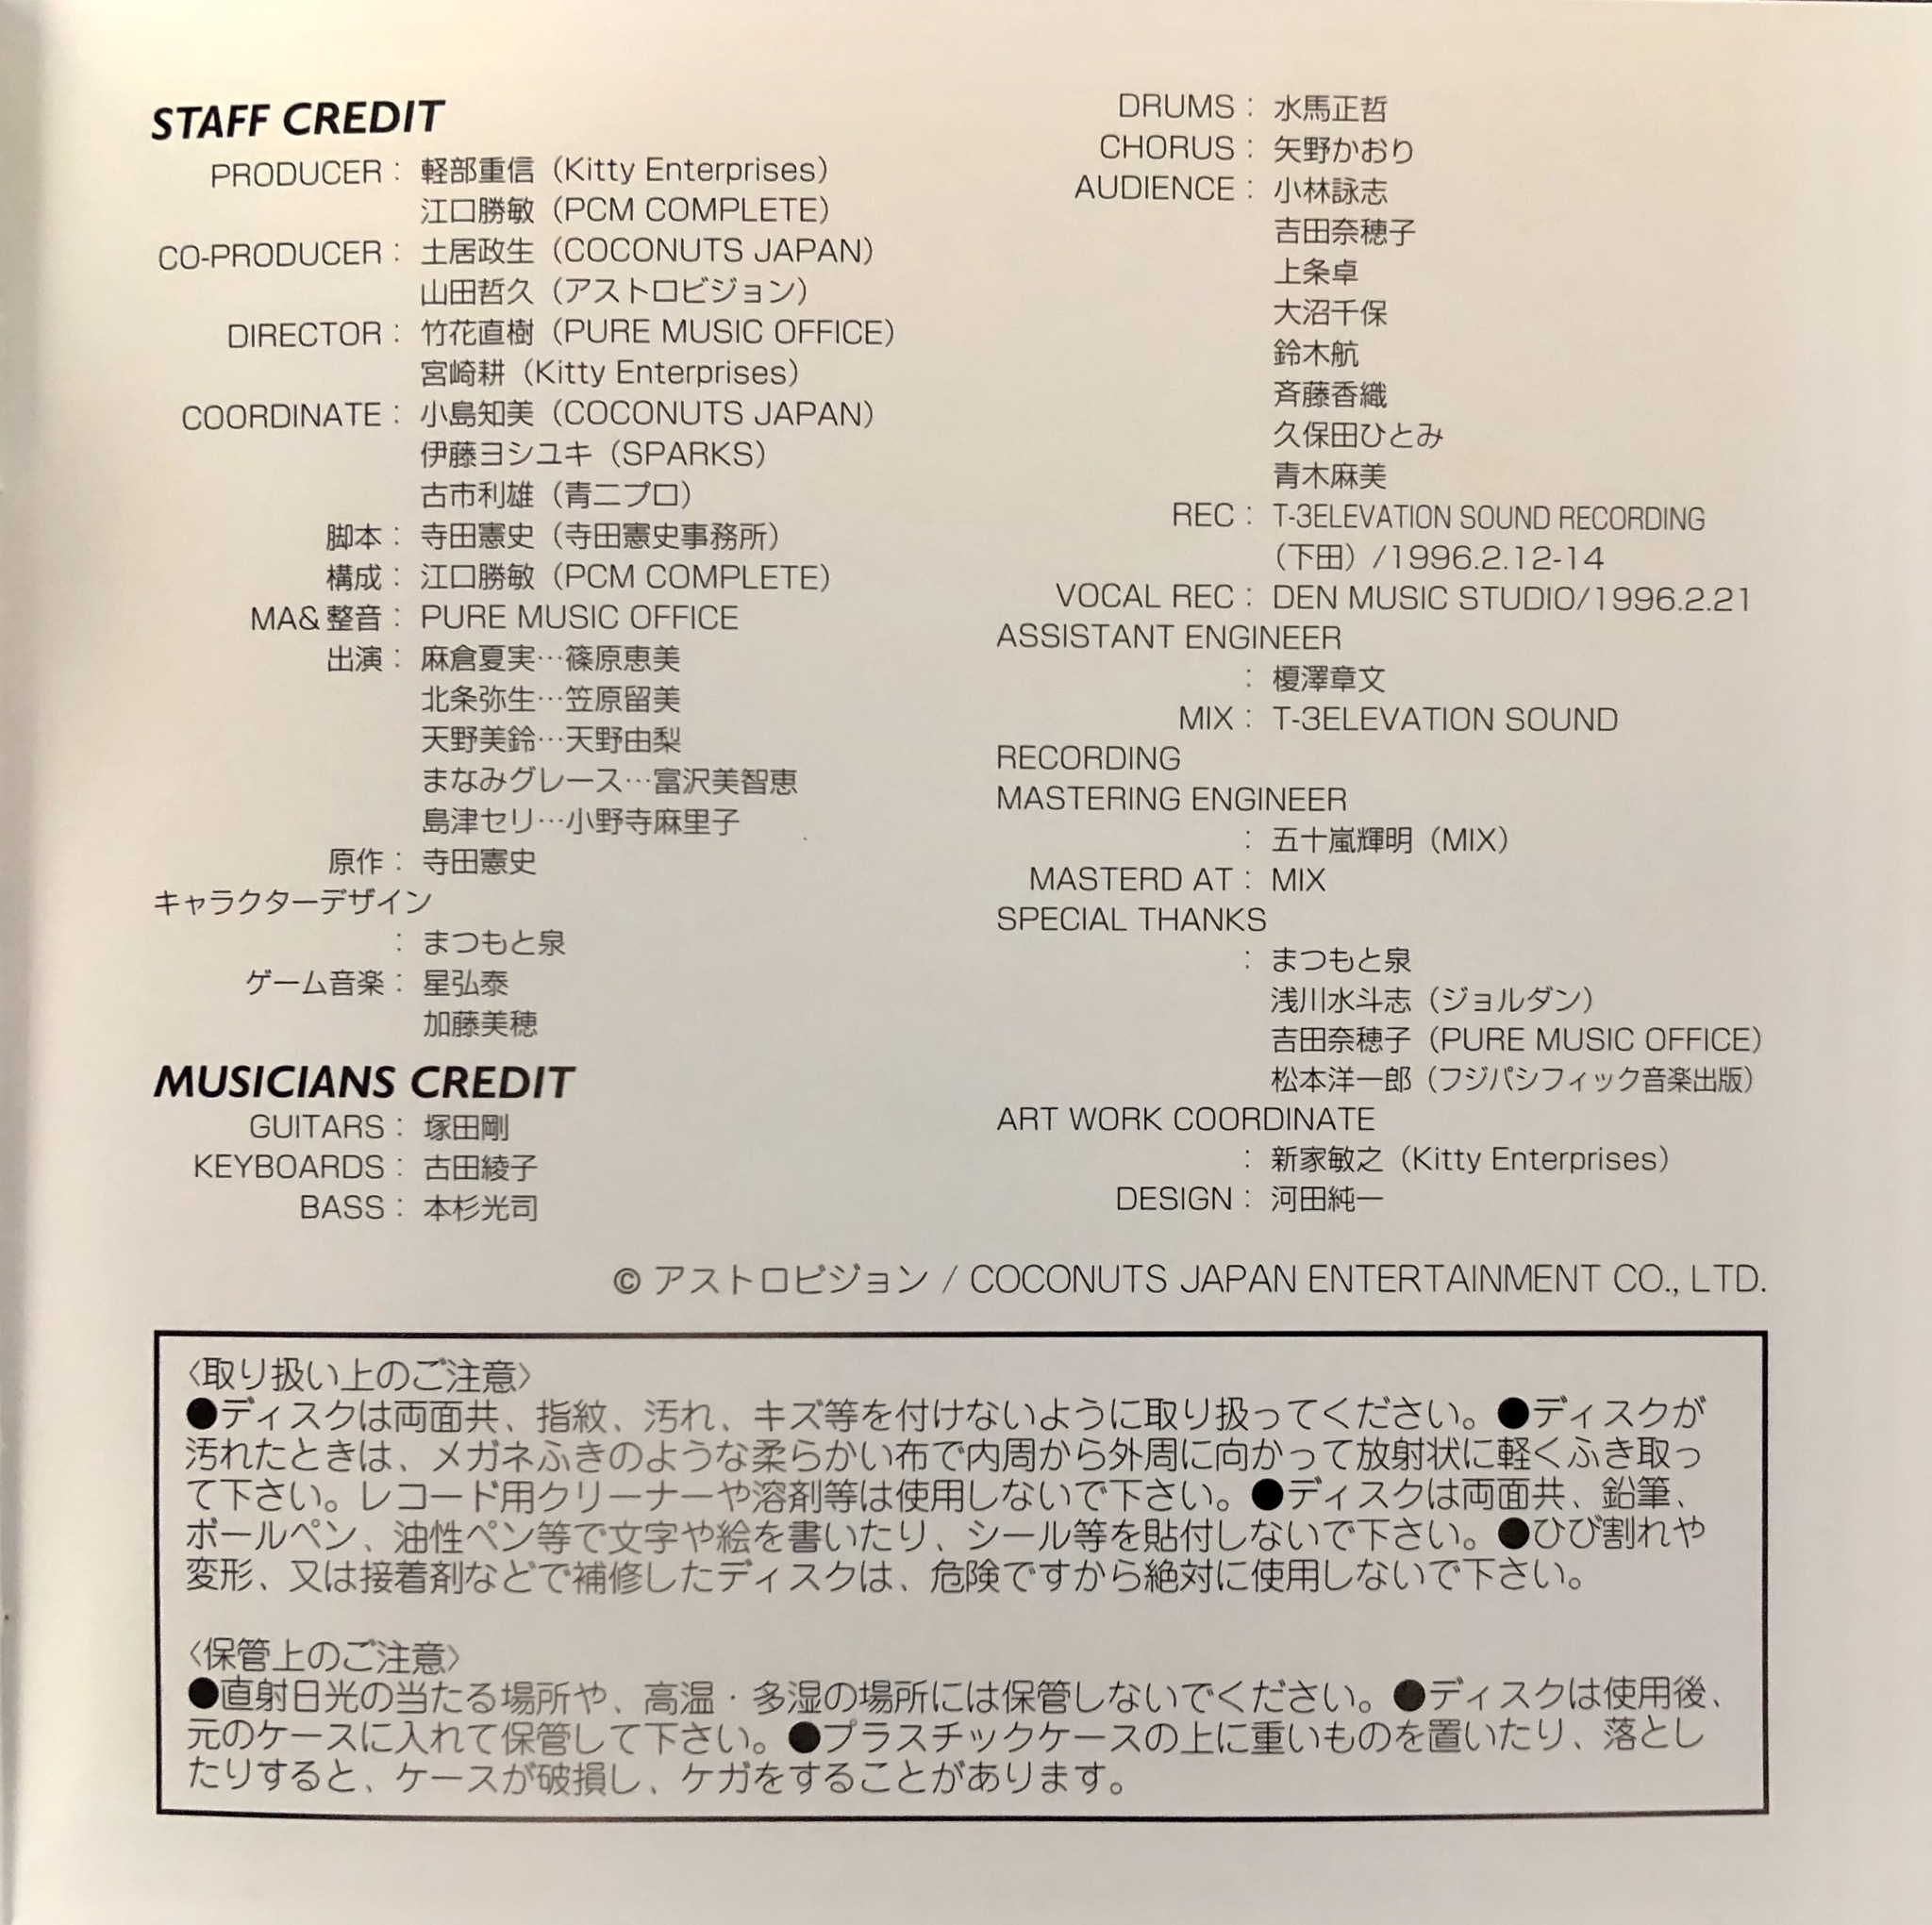 STAFF CREDIT
PRODUCER： 軽部重信（Kitty Enterprises）
江口勝敏（PCM COMPLETE）
CO-PRODUCER： 土居政生（COCONUTS JAPAN）
山田哲久（アストロビジョン）
DIRECTOR： 竹花直樹（PURE MUSIC OFFICE）
宮崎耕（Kitty Enterprises）
COORDINATE： 小島知美（COCONUTS JAPAN）
伊藤ヨシユキ（SPARKS）
古市利雄（青二プロ）
脚本： 寺田憲史（寺田憲史事務所）
構成： 江口勝敏（PCM COMPLETE）
MA&整音： PURE MUSIC OFFICE
出演： 麻倉夏実…篠原恵美
北条弥生…笠原留美
天野美鈴…天野由梨
まなみグレース…富沢美智恵
島津セリ…小野寺麻里子
原作： 寺田憲史
キャラクターデザイン
： まつもと泉
ゲーム音楽： 星弘泰
加藤美穂
MUSICIANS CREDIT
GUITARS： 塚田剛
KEYBOARDS： 古田綾子
BASS： 本杉光司
DRUMS： 水馬正哲
CHORUS： 矢野かおり
AUDIENCE： 小林詠志
吉田奈穂子
上条卓
大沼千保
鈴木航
斉藤香織
久保田ひとみ
青木麻美
REC： T-3ELEVATION SOUND RECORDING
（下田）/1996.2.12-14
VOCAL REC： DEN MUSIC STUDIO/1996.2.21
ASSISTANT ENGINEER
： 榎澤章文
MIX： T-3ELEVATION SOUND
RECORDING
MASTERING ENGINEER
： 五十嵐輝明（MIX）
MASTERD AT： MIX
SPECIAL THANKS
： まつもと泉
浅川水斗志（ジョルダン）
吉田奈穂子（PURE MUSIC OFFICE）
松本洋一郎（フジパシフィック音楽出版）
ART WORK COORDINATE
： 新家敏之（Kitty Enterprises）
DESIGN： 河田純一
© アストロビジョン / COCONUTS JAPAN ENTERTAINMENT CO., LTD.
〈取り扱い上のご注意〉
●ディスクは両面共、指紋、汚れ、キズ等を付けないように取り扱ってください。●ディスクが
汚れたときは、メガネふきのような柔らかい布で内周から外周に向かって放射状に軽くふき取っ
て下さい。レコード用クリーナーや溶剤等は使用しないで下さい。●ディスクは両面共、鉛筆、
ボールペン、油性ペン等で文字や絵を書いたり、シール等を貼付しないで下さい。●ひび割れや
変形、又は接着剤などで補修したディスクは、危険ですから絶対に使用しないで下さい。
〈保管上のご注意〉
●直射日光の当たる場所や、高温・多湿の場所には保管しないでください。●ディスクは使用後、
元のケースに入れて保管して下さい。●プラスチックケースの上に重いものを置いたり、落とし
たりすると、ケースが破損し、ケガをすることがあります。